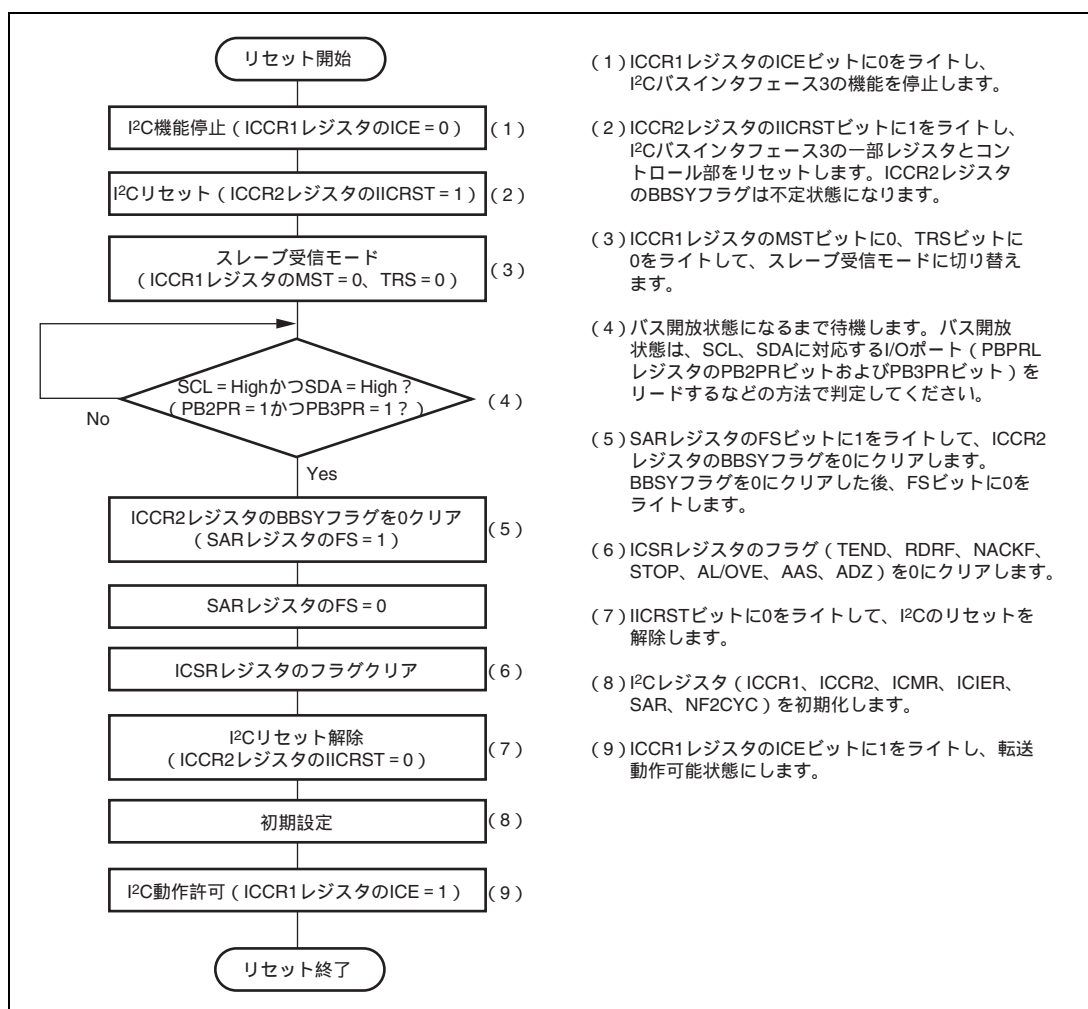 リセット開始
I²C機能停止（ICCR1レジスタのICE = 0）
（1）
I²Cリセット（ICCR2レジスタのIICRST = 1）
（2）
スレーブ受信モード
（ICCR1レジスタのMST = 0、TRS = 0）
（3）
SCL = HighかつSDA = High？
（PB2PR = 1かつPB3PR = 1？）
（4）
No
Yes
ICCR2レジスタのBBSYフラグを0クリア
（SARレジスタのFS = 1）
（5）
SARレジスタのFS = 0
ICSRレジスタのフラグクリア
（6）
I²Cリセット解除
（ICCR2レジスタのIICRST = 0）
（7）
初期設定
（8）
I²C動作許可（ICCR1レジスタのICE = 1）
（9）
リセット終了
（1）ICCR1レジスタのICEビットに0をライトし、
I²Cバスインタフェース3の機能を停止します。
（2）ICCR2レジスタのIICRSTビットに1をライトし、
I²Cバスインタフェース3の一部レジスタとコン
トロール部をリセットします。ICCR2レジスタ
のBBSYフラグは不定状態になります。
（3）ICCR1レジスタのMSTビットに0、TRSビットに
0をライトして、スレーブ受信モードに切り替え
ます。
（4）バス開放状態になるまで待機します。バス開放
状態は、SCL、SDAに対応するI/Oポート（PBPRL
レジスタのPB2PRビットおよびPB3PRビット）を
リードするなどの方法で判定してください。
（5）SARレジスタのFSビットに1をライトして、ICCR2
レジスタのBBSYフラグを0にクリアします。
BBSYフラグを0にクリアした後、FSビットに0を
ライトします。
（6）ICSRレジスタのフラグ（TEND、RDRF、NACKF、
STOP、AL/OVE、AAS、ADZ）を0にクリアします。
（7）IICRSTビットに0をライトして、I²Cのリセットを
解除します。
（8）I²Cレジスタ（ICCR1、ICCR2、ICMR、ICIER、
SAR、NF2CYC）を初期化します。
（9）ICCR1レジスタのICEビットに1をライトし、転送
動作可能状態にします。